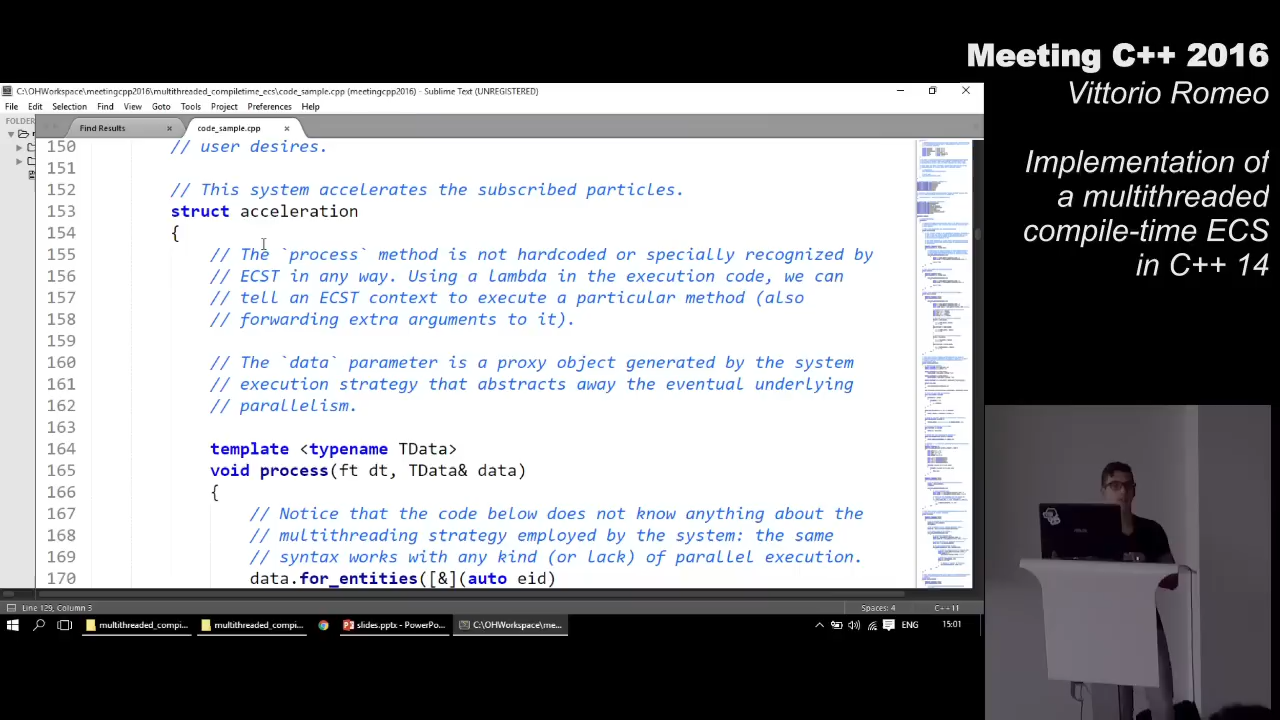 Meeting C++ 2016
Vittorio Romeo
Implementation of
a multithreaded
compile-time ECS
in C++ 14
C:\OHWorkspace\meetingcpp2016\multithreaded_compiletime_ecs\code_sample.cpp (meetingcpp2016) - Sublime Text (UNREGISTERED)
File Edit Selection Find View Goto Tools Project Preferences Help
FOLDER
Find Results × code_sample.cpp ×
150 // user desires.
151
152 // This system accelerates the subscribed particles.
153 struct acceleration
154 {
155 // The `process` method is not hardcoded or specially recognized by
156 // ECST in any way: using a lambda in the execution code, we can
157 // tell an ECST context to execute a particular method (also
158 // forwarding extra arguments to it).
159
160 // The `data` parameter is a proxy object generated by the system
161 // execution strategy that abstracts away the eventual underlying
162 // parallelism.
163
164 template <typename TData>
165 void process(ft dt, TData& data)
166 {
167 // Notice that the code below does not know anything about the
168 // multithreading strategy employed by the system: the same
169 // syntax works with any kind (or lack) of parallel execution.
170 data.for_entities([&](auto eid)
Line 129, Column 3 Spaces: 4 C++11
multithreaded_compi... multithreaded_compi... slides.pptx - PowerPo... C:\OHWorkspace\me... ENG 15:01